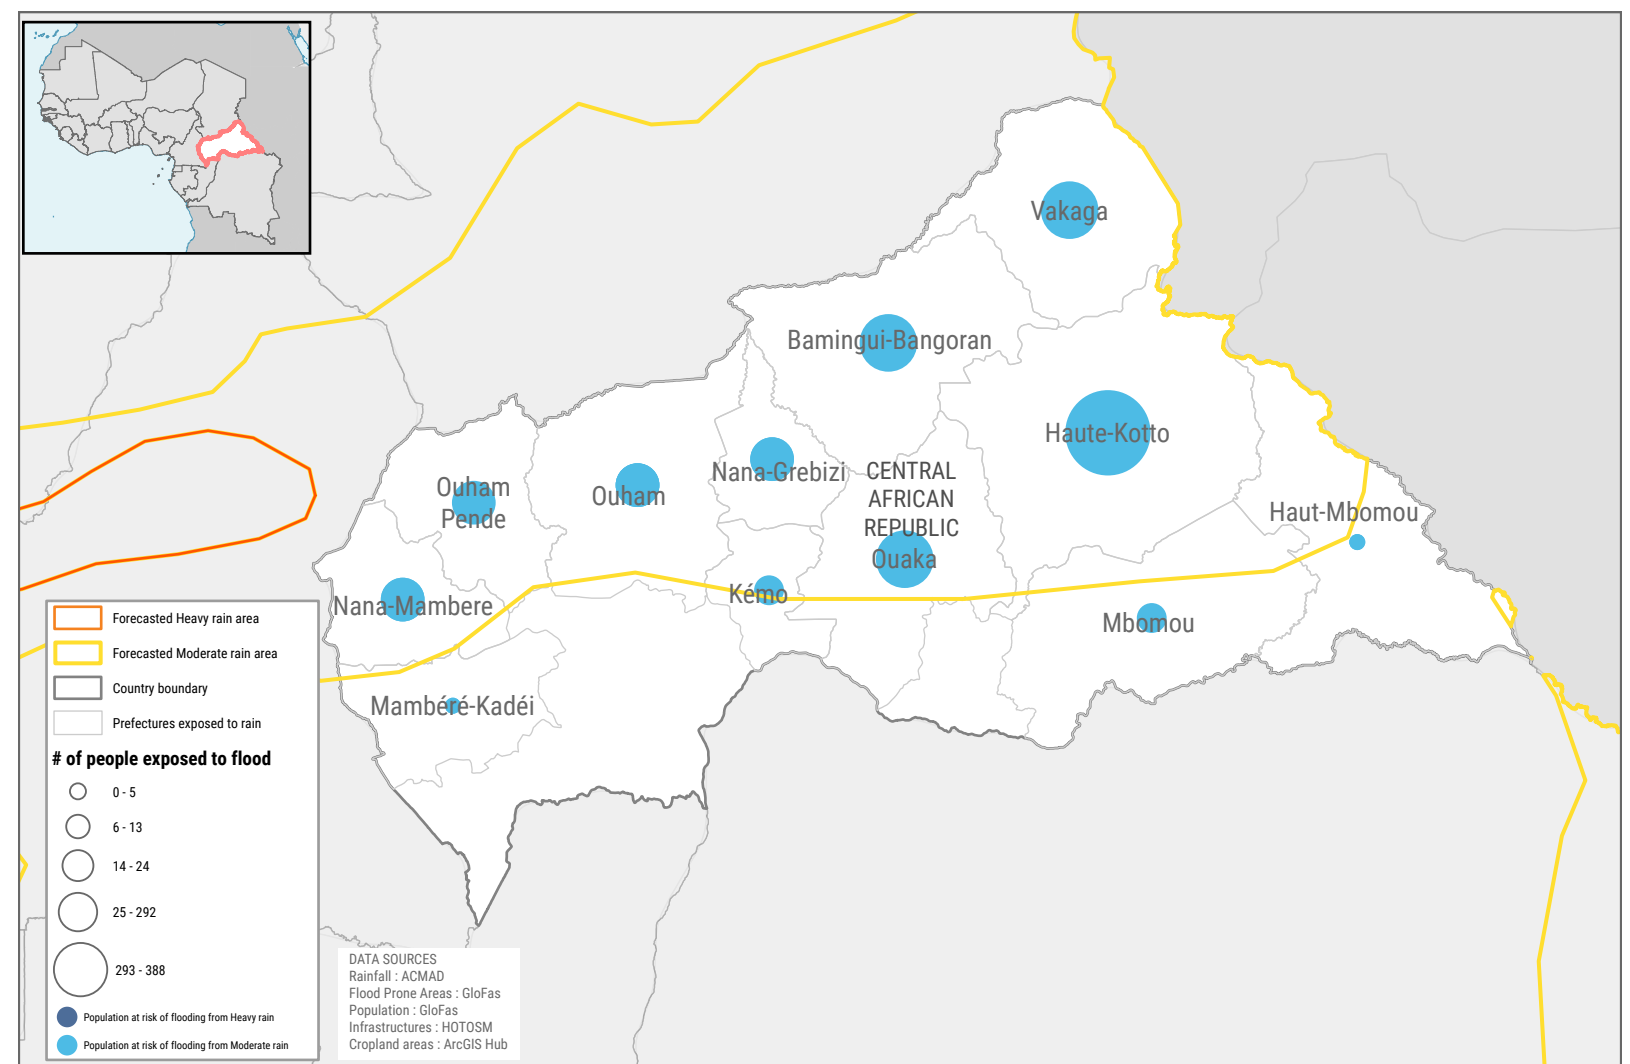 Vakaga
Bamingui-Bangoran
Haute-Kotto
Nana-Grebizi
CENTRAL
AFRICAN
REPUBLIC
Ouham
Pende
Ouham
Haut-Mbomou
Ouaka
Kémo
Nana-Mambere
Mbomou
Mambéré-Kadéi
Forecasted Heavy rain area
Forecasted Moderate rain area
Country boundary
Prefectures exposed to rain
# of people exposed to flood
0 - 5
6 - 13
14 - 24
25 - 292
293 - 388
Population at risk of flooding from Heavy rain
Population at risk of flooding from Moderate rain
DATA SOURCES
Rainfall : ACMAD
Flood Prone Areas : GloFas
Population : GloFas
Infrastructures : HOTOSM
Cropland areas : ArcGIS Hub